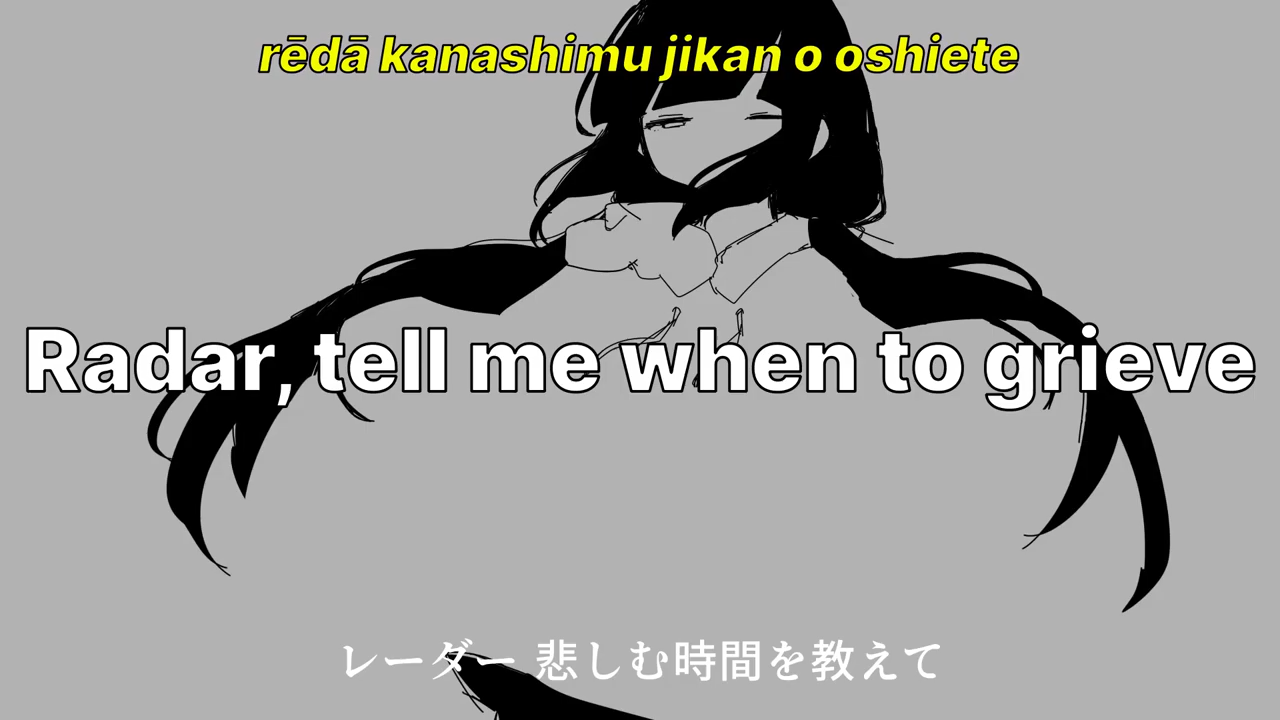 rēdā kanashimu jikan o oshiete
Radar, tell me when to grieve
レーダー 悲しむ時間を教えて